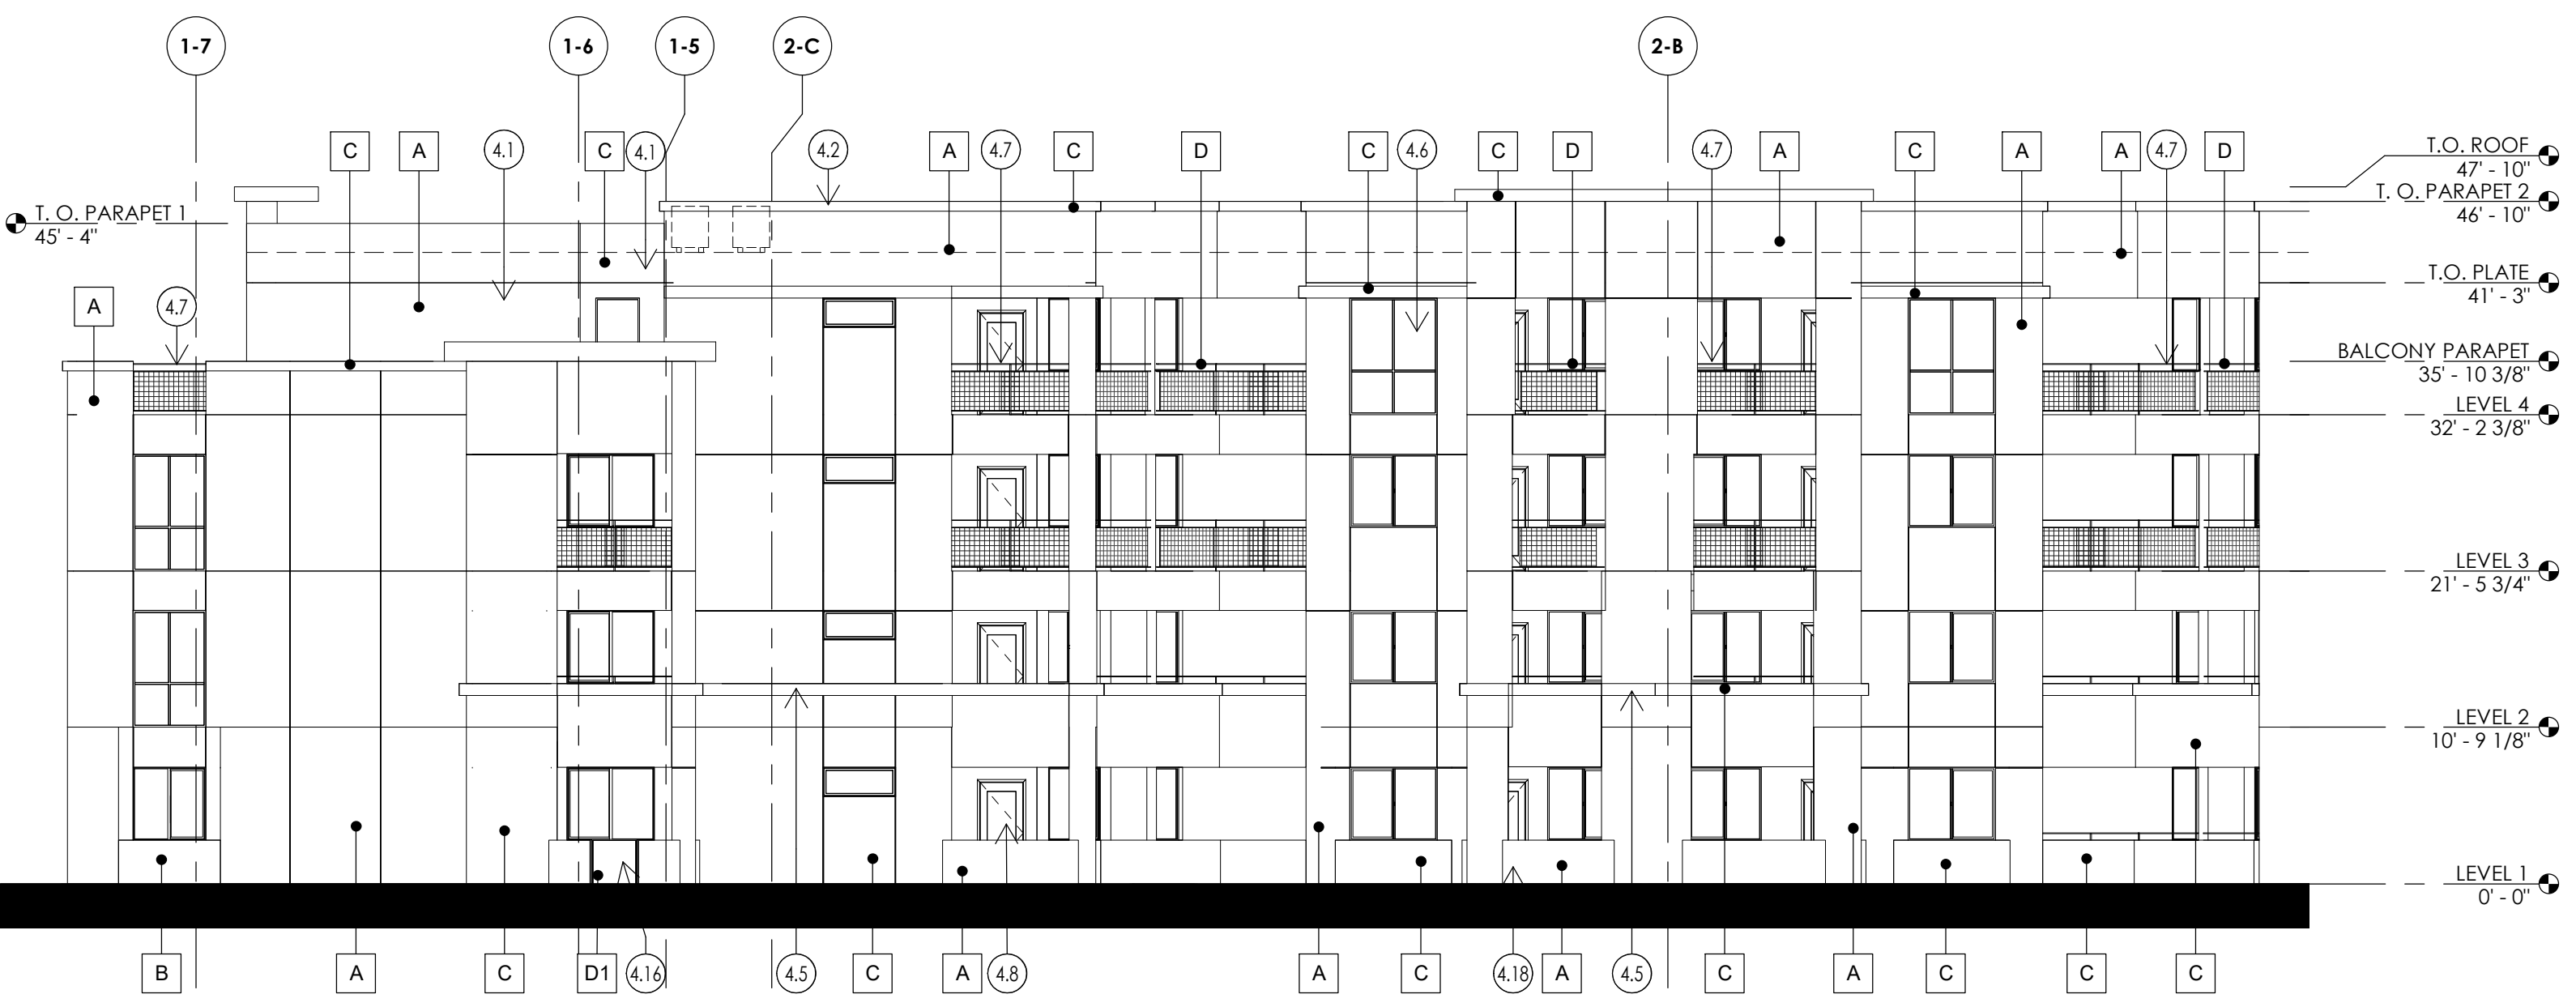 1-7
1-6
1-5
2-C
2-B
C
A
4.1
C
4.1
4.2
A
4.7
C
D
C
4.6
C
D
4.7
A
C
A
A
4.7
D
T.O. ROOF
47' - 10"
T. O. PARAPET 2
46' - 10"
T. O. PARAPET 1
45' - 4"
T.O. PLATE
41' - 3"
A
4.7
BALCONY PARAPET
35' - 10 3/8"
LEVEL 4
32' - 2 3/8"
LEVEL 3
21' - 5 3/4"
LEVEL 2
10' - 9 1/8"
LEVEL 1
0' - 0"
B
A
C
D1
4.16
4.5
C
A
4.8
A
C
4.18
A
4.5
C
A
C
C
C